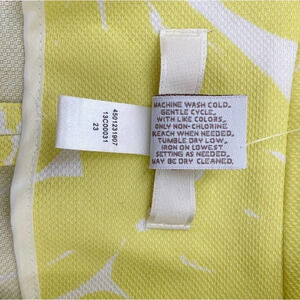 4501231907
13C00031
23
MACHINE WASH COLD,
GENTLE CYCLE,
WITH LIKE COLORS,
ONLY NON-CHLORINE
BLEACH WHEN NEEDED,
TUMBLE DRY LOW,
IRON ON LOWEST
SETTING AS NEEDED,
MAY BE DRY CLEANED.